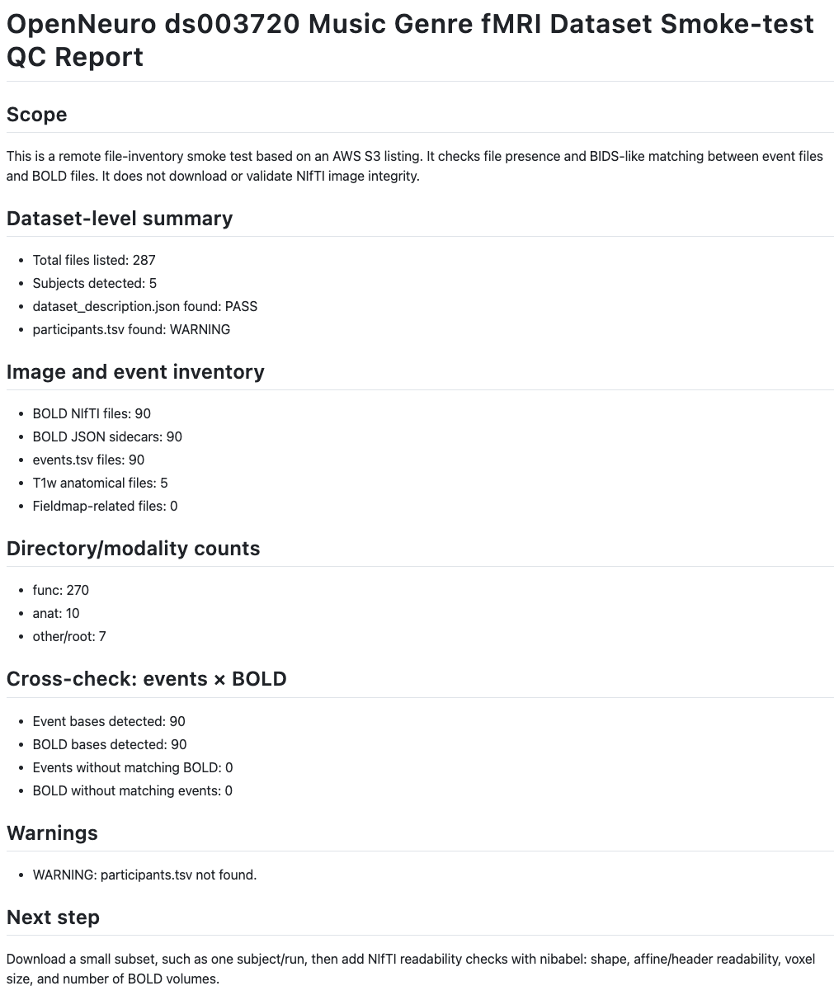 OpenNeuro ds003720 Music Genre fMRI Dataset Smoke-test
QC Report
Scope
This is a remote file-inventory smoke test based on an AWS S3 listing. It checks file presence and BIDS-like matching between event files
and BOLD files. It does not download or validate NIfTI image integrity.
Dataset-level summary
• Total files listed: 287
• Subjects detected: 5
• dataset_description.json found: PASS
• participants.tsv found: WARNING
Image and event inventory
• BOLD NIfTI files: 90
• BOLD JSON sidecars: 90
• events.tsv files: 90
• T1w anatomical files: 5
• Fieldmap-related files: 0
Directory/modality counts
• func: 270
• anat: 10
• other/root: 7
Cross-check: events × BOLD
• Event bases detected: 90
• BOLD bases detected: 90
• Events without matching BOLD: 0
• BOLD without matching events: 0
Warnings
• WARNING: participants.tsv not found.
Next step
Download a small subset, such as one subject/run, then add NIfTI readability checks with nibabel: shape, affine/header readability, voxel
size, and number of BOLD volumes.